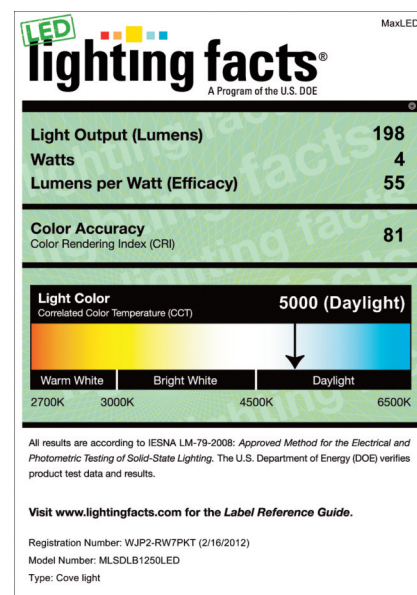 MaxLED
LED
lighting facts®
A Program of the U.S. DOE
Light Output (Lumens) 198
Watts 4
Lumens per Watt (Efficacy) 55
Color Accuracy
Color Rendering Index (CRI) 81
Light Color
Correlated Color Temperature (CCT) 5000 (Daylight)
Warm White Bright White Daylight
2700K 3000K 4500K 6500K
All results are according to IESNA LM-79-2008: Approved Method for the Electrical and
Photometric Testing of Solid-State Lighting. The U.S. Department of Energy (DOE) verifies
product test data and results.
Visit www.lightingfacts.com for the Label Reference Guide.
Registration Number: WJP2-RW7PKT (2/16/2012)
Model Number: MLSDLB1250LED
Type: Cove light